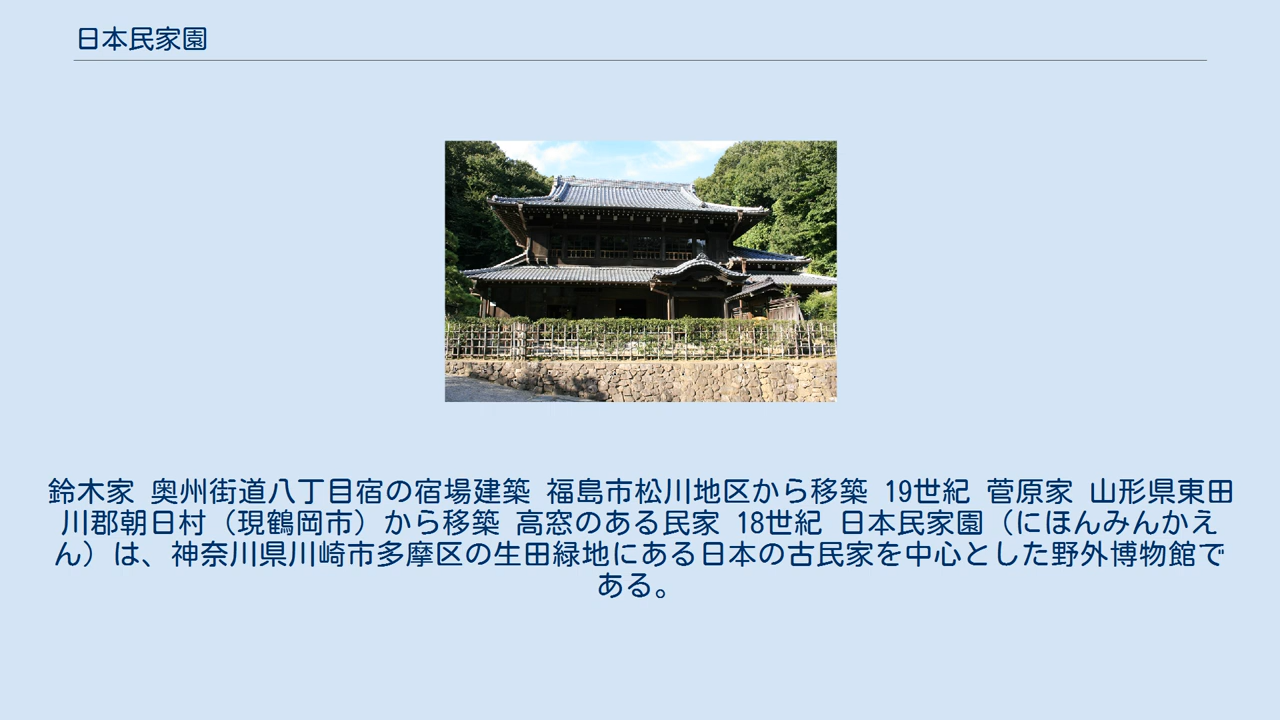 日本民家園
鈴木家 奥州街道八丁目宿の宿場建築 福島市松川地区から移築 19世紀 菅原家 山形県東田
川郡朝日村（現鶴岡市）から移築 高窓のある民家 18世紀 日本民家園（にほんみんかえ
ん）は、神奈川県川崎市多摩区の生田緑地にある日本の古民家を中心とした野外博物館で
ある。